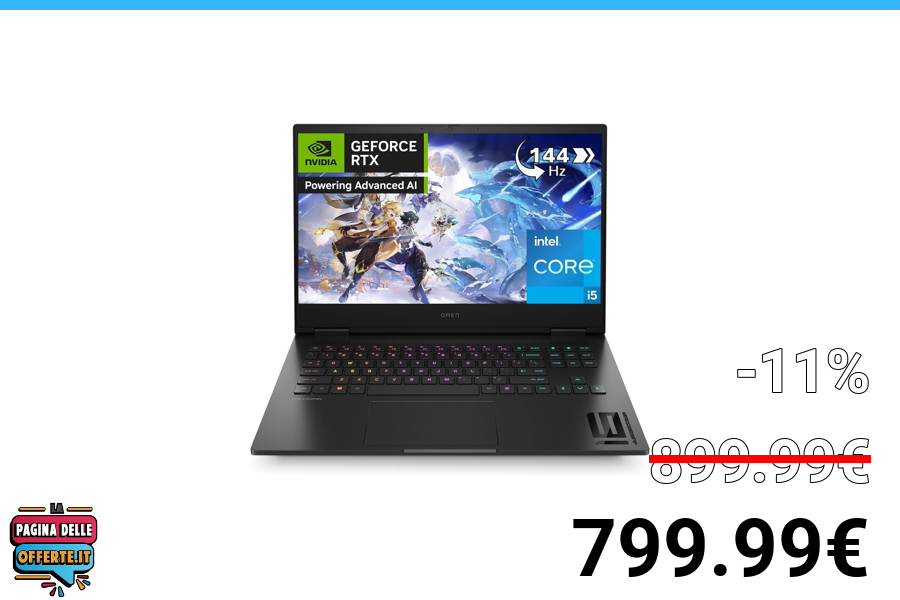 NVIDIA
GEFORCE
RTX
Powering Advanced AI
144
Hz
intel
CORE
i5
OMEN
-11%
899.99€
799.99€
LA
PAGINA DELLE
OFFERTE.IT